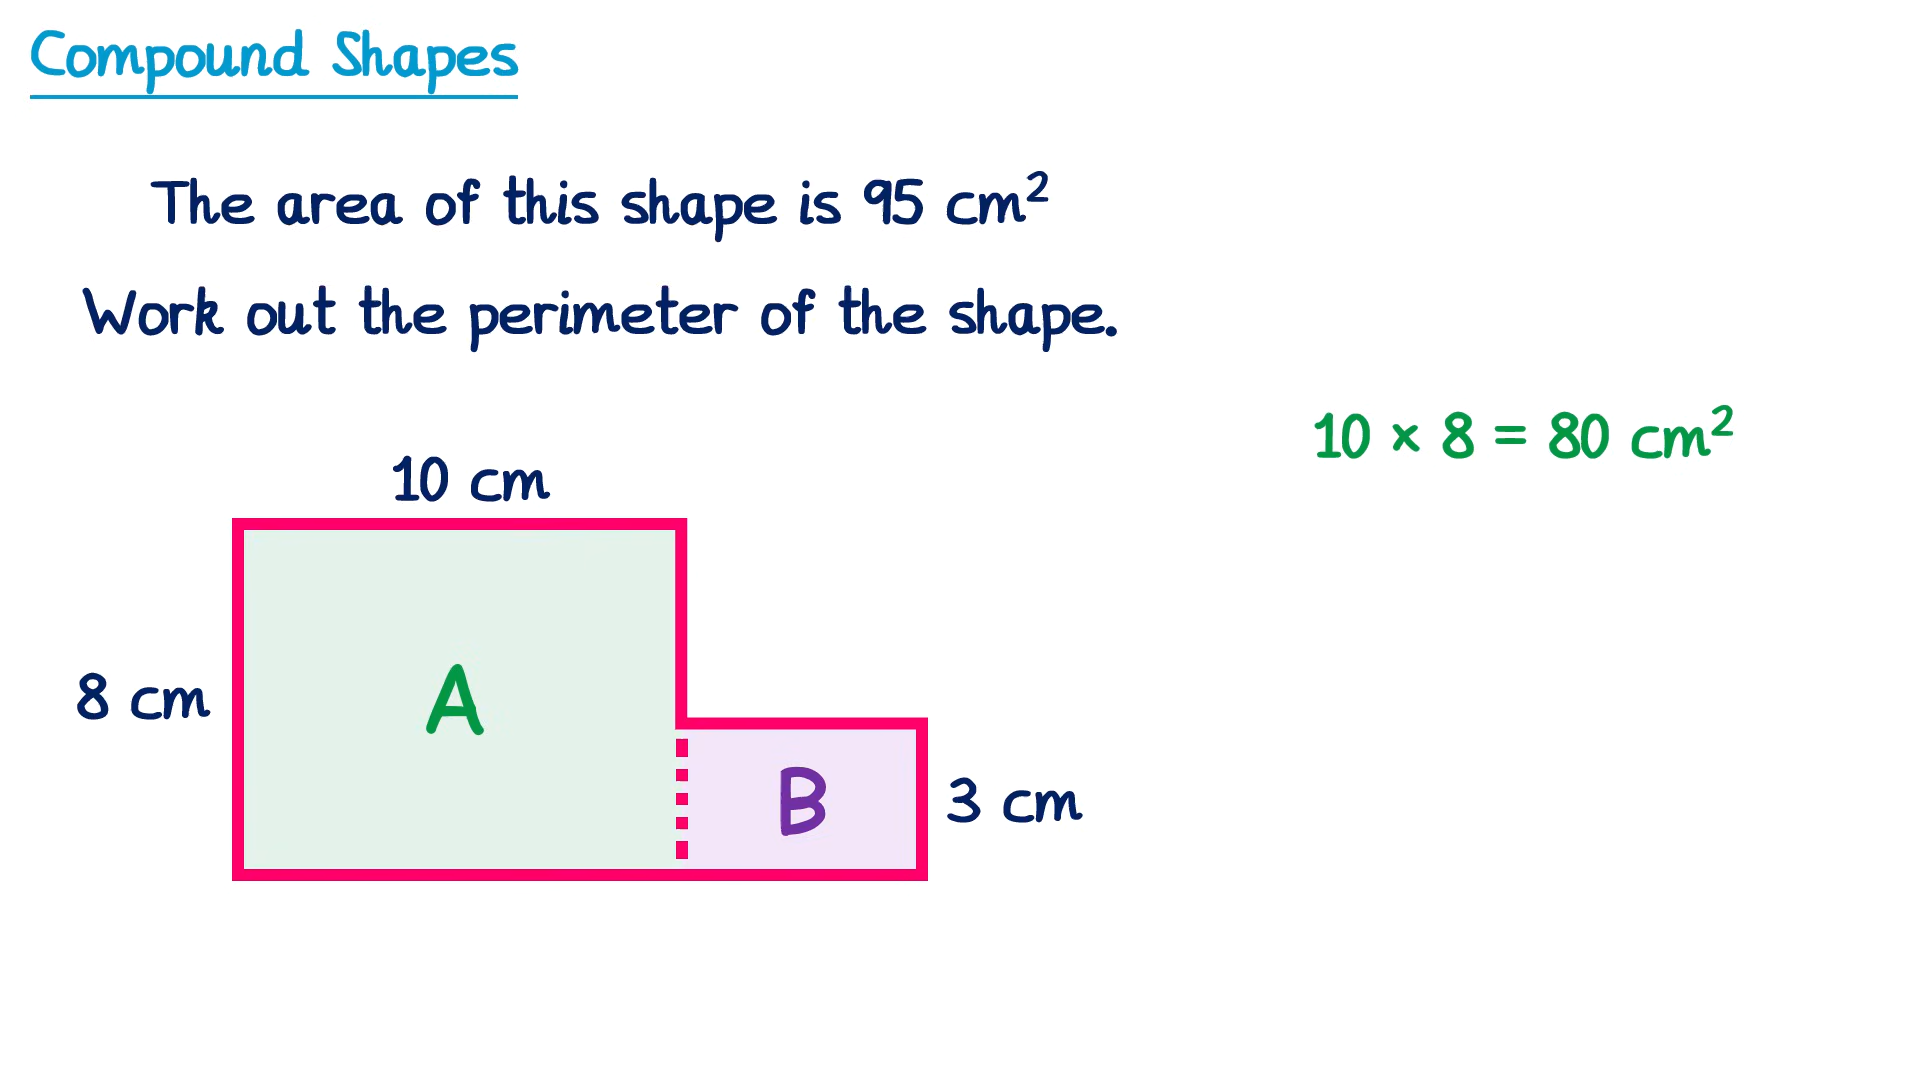 Compound Shapes
The area of this shape is 95 cm²
Work out the perimeter of the shape.
10 × 8 = 80 cm²
10 cm
8 cm
A
B
3 cm